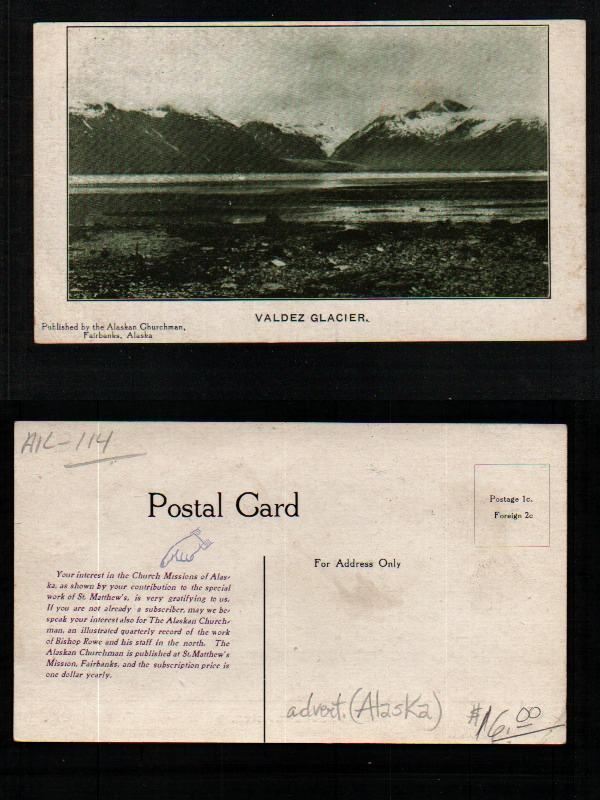 VALDEZ GLACIER.
Published by the Alaskan Churchman,
Fairbanks, Alaska
AK-114
Postal Card
Postage 1c.
Foreign 2c
For Address Only
Your interest in the Church Missions of Alas-
ka, as shown by your contribution to the special
work of St. Matthew's, is very gratifying to us.
If you are not already a subscriber, may we be-
speak your interest also for The Alaskan Church-
man, an illustrated quarterly record of the work
of Bishop Rowe and his staff in the north. The
Alaskan Churchman is published at St. Matthew's
Mission, Fairbanks, and the subscription price is
one dollar yearly.
advert. (Alaska)
$16.00